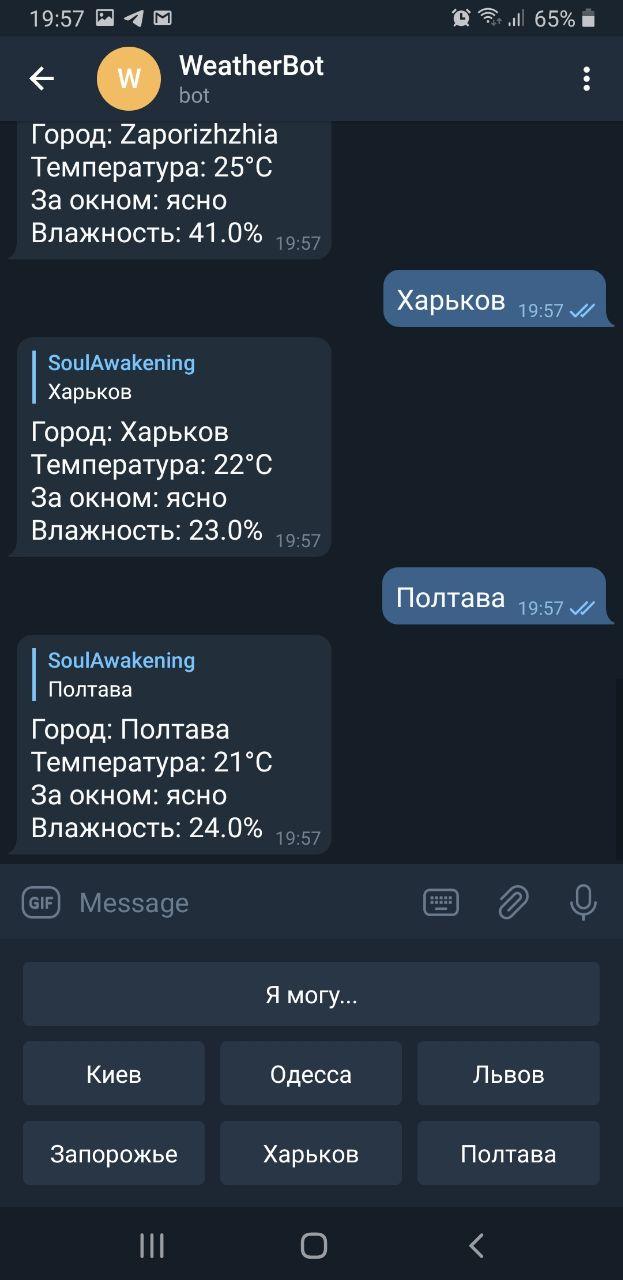 19:57 65%
W WeatherBot
bot
Город: Zaporizhzhia
Температура: 25°C
За окном: ясно
Влажность: 41.0% 19:57
Харьков 19:57
SoulAwakening
Харьков
Город: Харьков
Температура: 22°C
За окном: ясно
Влажность: 23.0% 19:57
Полтава 19:57
SoulAwakening
Полтава
Город: Полтава
Температура: 21°C
За окном: ясно
Влажность: 24.0% 19:57
GIF Message
Я могу...
Киев Одесса Львов
Запорожье Харьков Полтава